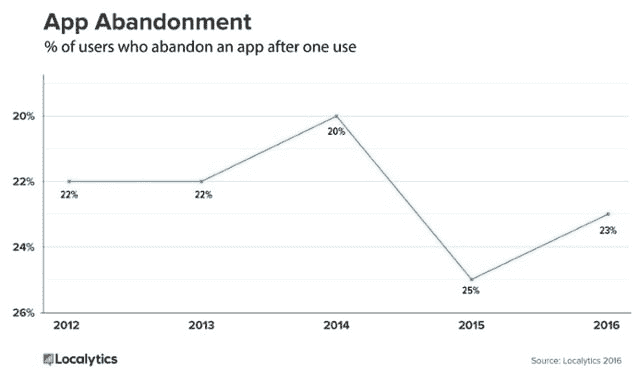 App Abandonment
% of users who abandon an app after one use
20%
22%
24%
26%
22%
22%
20%
25%
23%
2012 2013 2014 2015 2016
Localytics
Source: Localytics 2016